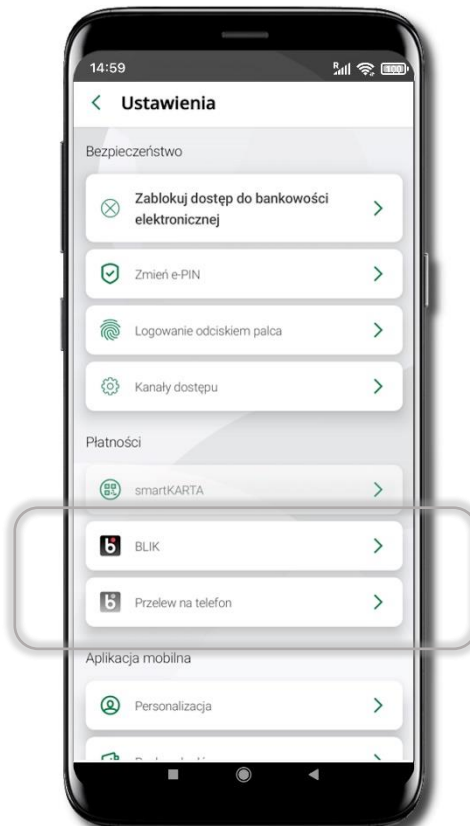 14:59
R
100
Ustawienia
Bezpieczeństwo
Zablokuj dostęp do bankowości
elektronicznej
Zmień e-PIN
Logowanie odciskiem palca
Kanały dostępu
Płatności
smartKARTA
BLIK
Przelew na telefon
Aplikacja mobilna
Personalizacja